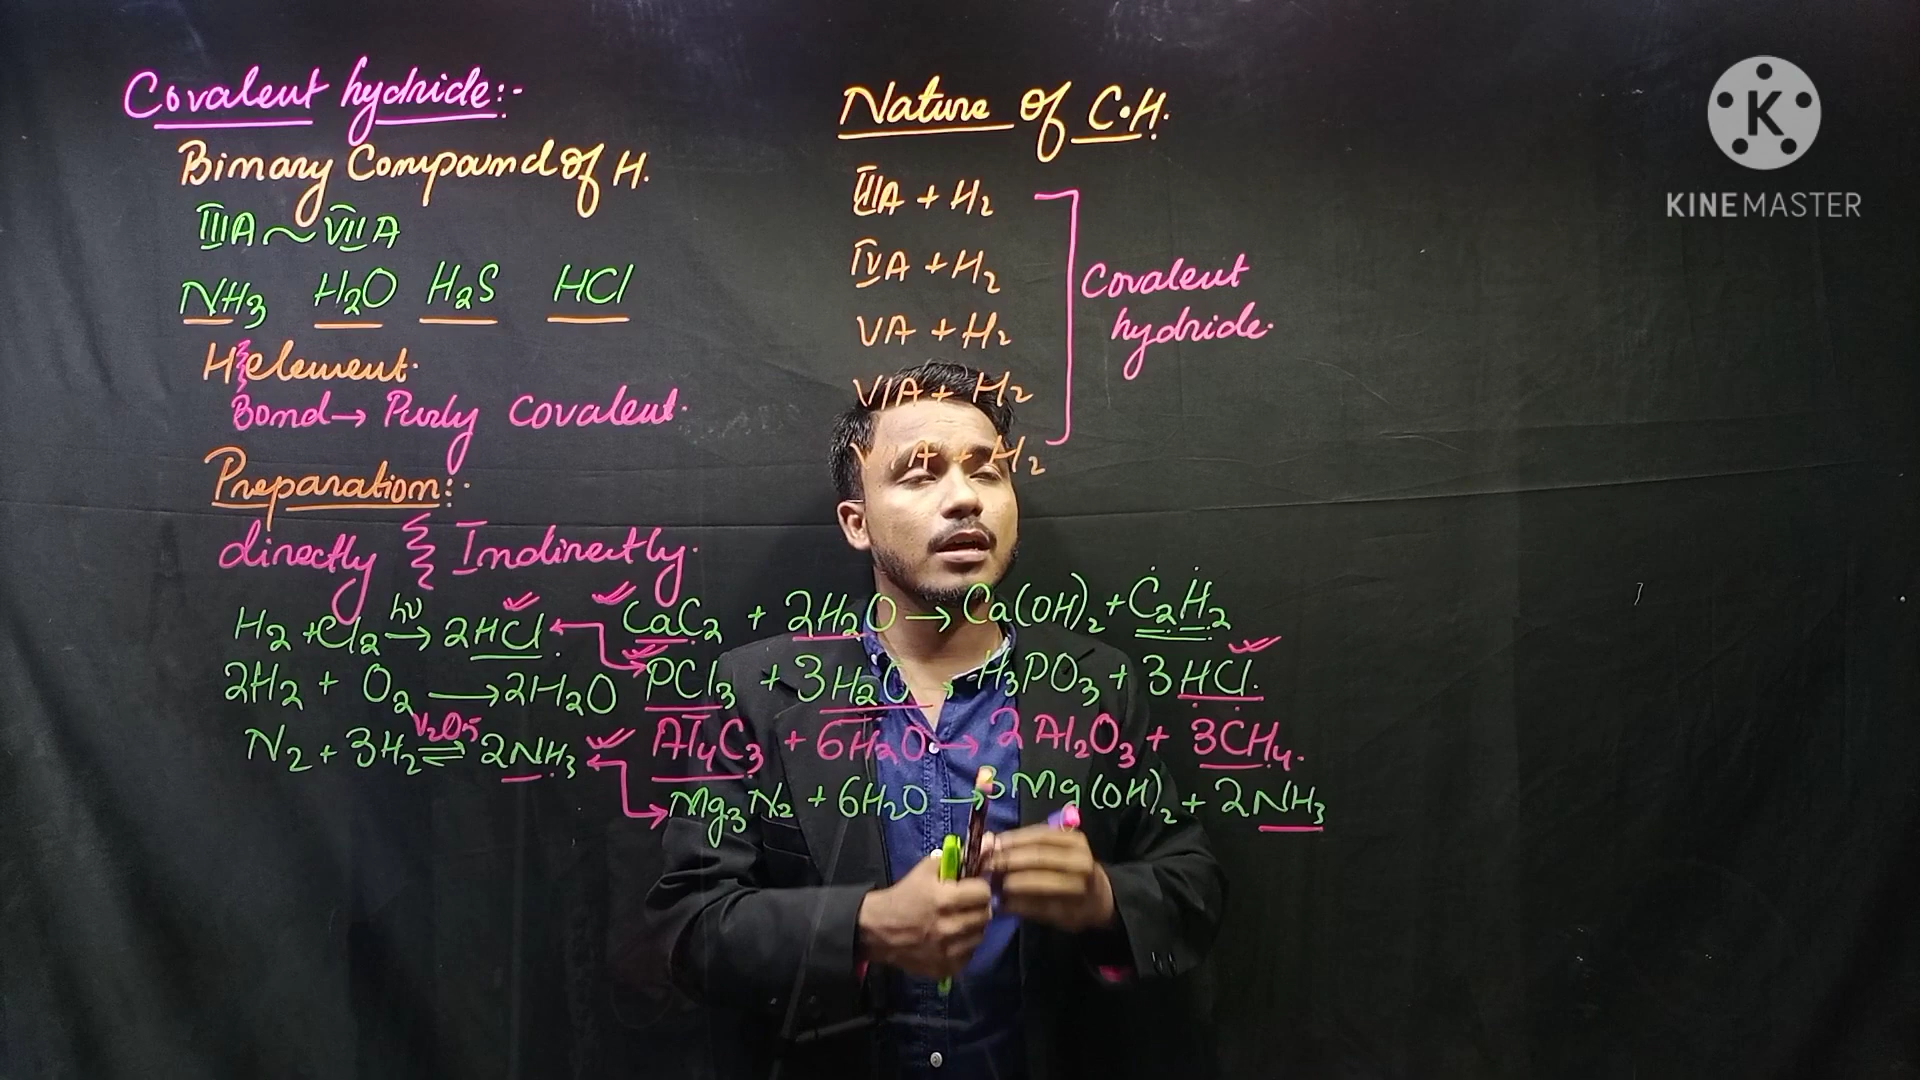 Covalent hydride:-
Binary Compound of H.
IIIA ~ VIIA
NH3 H2O H2S HCl
H element.
Bond → Purly Covalent.
Preparation:-
directly Indirectly.
H2 + Cl2 hν → 2HCl
2H2 + O2 → 2H2O
N2 + 3H2 V2O5 ⇌ 2NH3
CaC2 + 2H2O → Ca(OH)2 + C2H2
PCl3 + 3H2O → H3PO3 + 3HCl.
Al4C3 + 6H2O → 2Al2O3 + 3CH4.
Mg3N2 + 6H2O → 3Mg(OH)2 + 2NH3
Nature of C.H.
IIIA + H2
IVA + H2
VA + H2
VIA + H2
A + H2
Covalent
hydride.
K
KINEMASTER